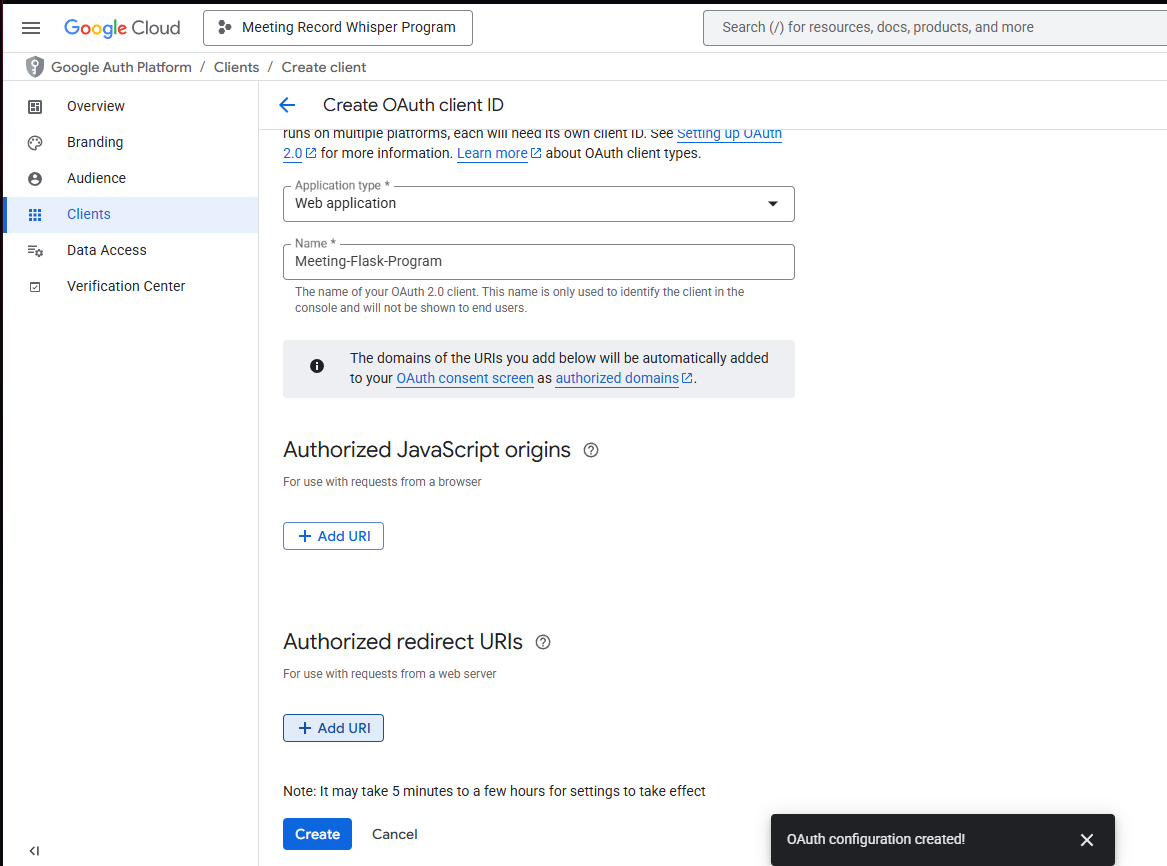 Google Cloud
Meeting Record Whisper Program
Search (/) for resources, docs, products, and more
Google Auth Platform / Clients / Create client
Overview
Branding
Audience
Clients
Data Access
Verification Center
Create OAuth client ID
runs on multiple platforms, each will need its own client ID. See Setting up OAuth
2.0 for more information. Learn more about OAuth client types.
Application type *
Web application
Name *
Meeting-Flask-Program
The name of your OAuth 2.0 client. This name is only used to identify the client in the
console and will not be shown to end users.
The domains of the URIs you add below will be automatically added
to your OAuth consent screen as authorized domains.
Authorized JavaScript origins
For use with requests from a browser
+ Add URI
Authorized redirect URIs
For use with requests from a web server
+ Add URI
Note: It may take 5 minutes to a few hours for settings to take effect
Create
Cancel
OAuth configuration created!